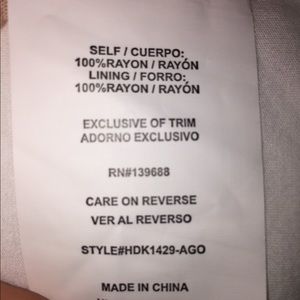 SELF / CUERPO:
100%RAYON / RAYÓN
LINING / FORRO:
100%RAYON / RAYÓN
EXCLUSIVE OF TRIM
ADORNO EXCLUSIVO
RN#139688
CARE ON REVERSE
VER AL REVERSO
STYLE#HDK1429-AGO
MADE IN CHINA